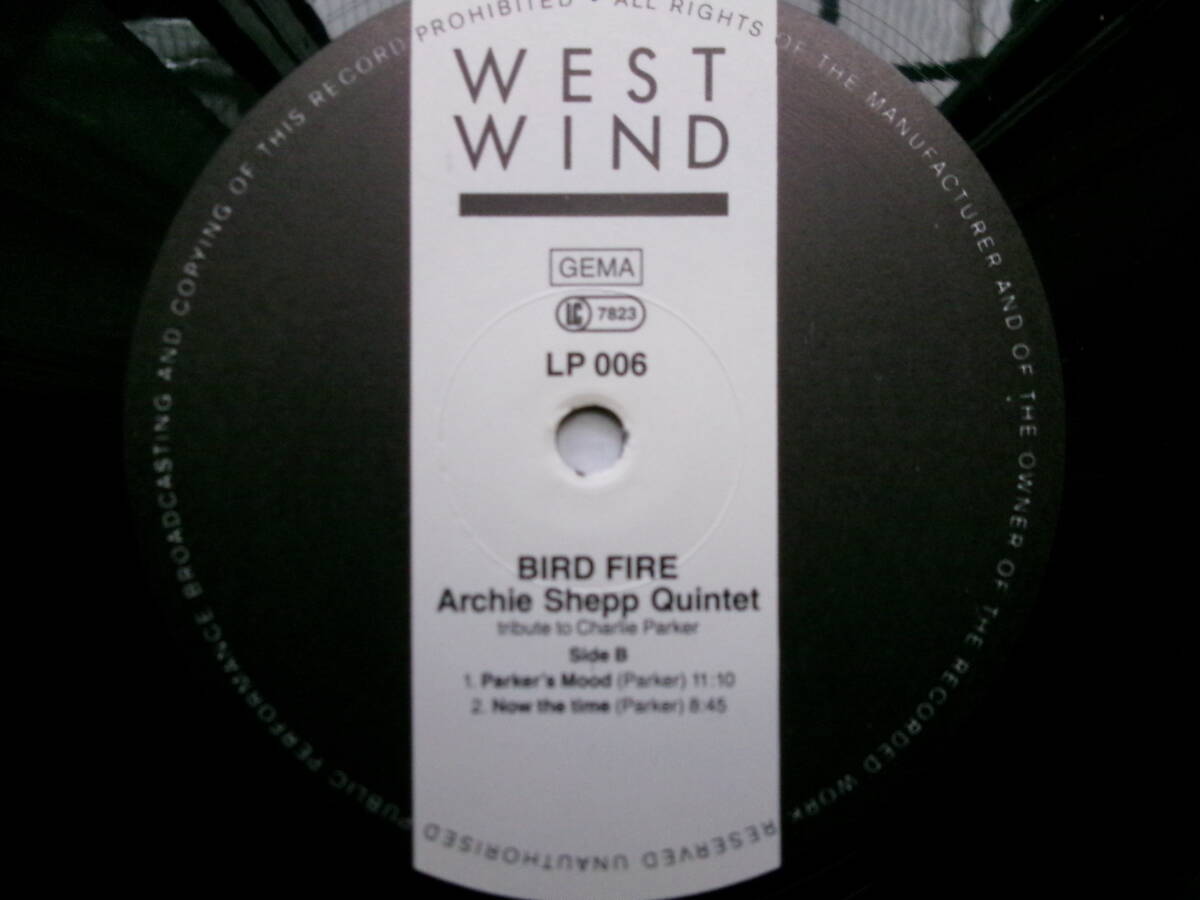 WEST
WIND
GEMA
LC 7823
LP 006
BIRD FIRE
Archie Shepp Quintet
tribute to Charlie Parker
Side B
1. Parker's Mood (Parker) 11:10
2. Now the time (Parker) 8:45
ALL RIGHTS OF THE MANUFACTURER AND OF THE OWNER OF THE RECORDED WORK RESERVED UNAUTHORISED PUBLIC PERFORMANCE BROADCASTING AND COPYING OF THIS RECORD PROHIBITED •